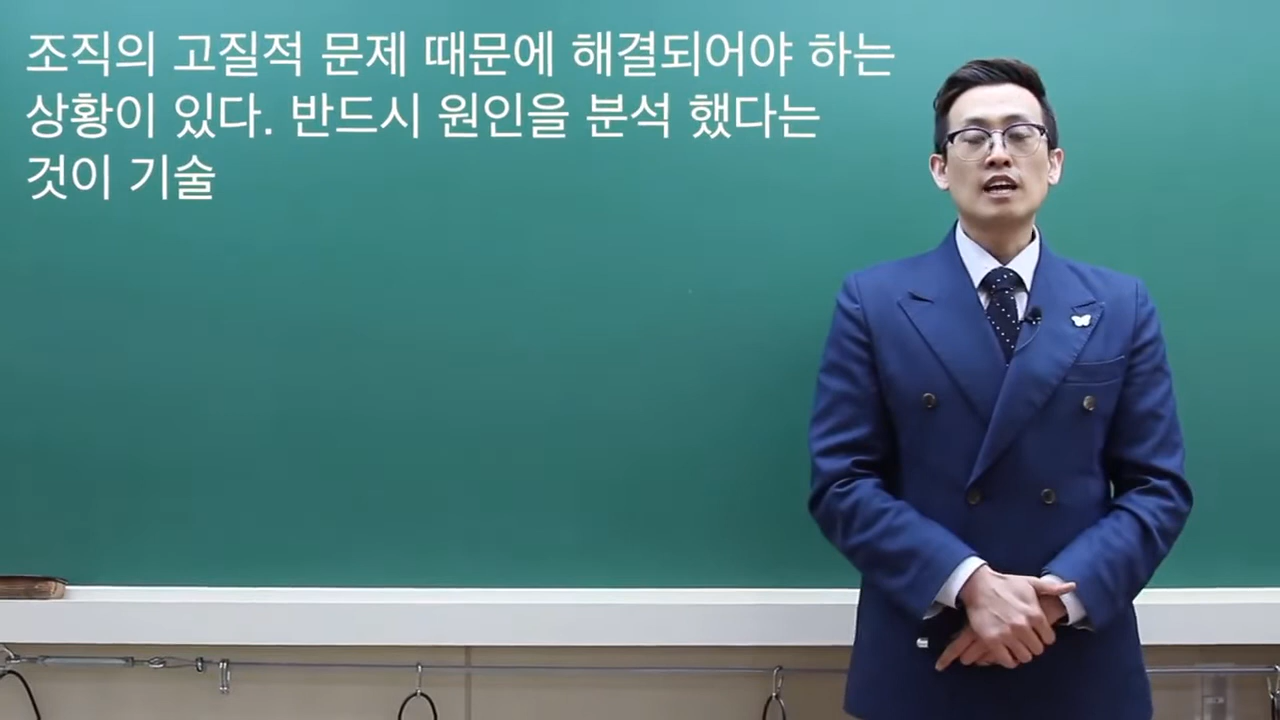 조직의 고질적 문제 때문에 해결되어야 하는
상황이 있다. 반드시 원인을 분석 했다는
것이 기술